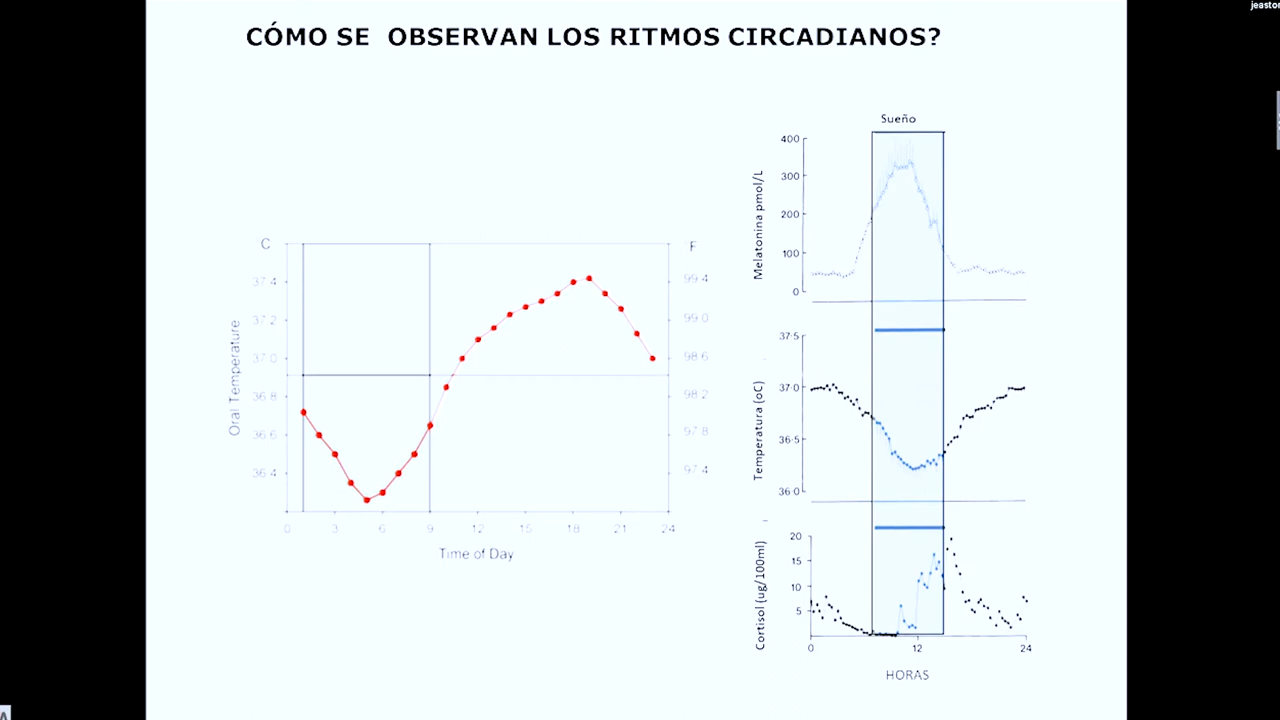 jeasto
CÓMO SE OBSERVAN LOS RITMOS CIRCADIANOS?
C
F
37.4
37.2
37.0
36.8
36.6
36.4
Oral Temperature
99.4
99.0
98.6
98.2
97.8
97.4
0 3 6 9 12 15 18 21 24
Time of Day
Sueño
400
300
200
100
0
Melatonina pmol/L
37.5
37.0
36.5
36.0
Temperatura (oC)
20
15
10
5
Cortisol (ug/100ml)
0 12 24
HORAS
A